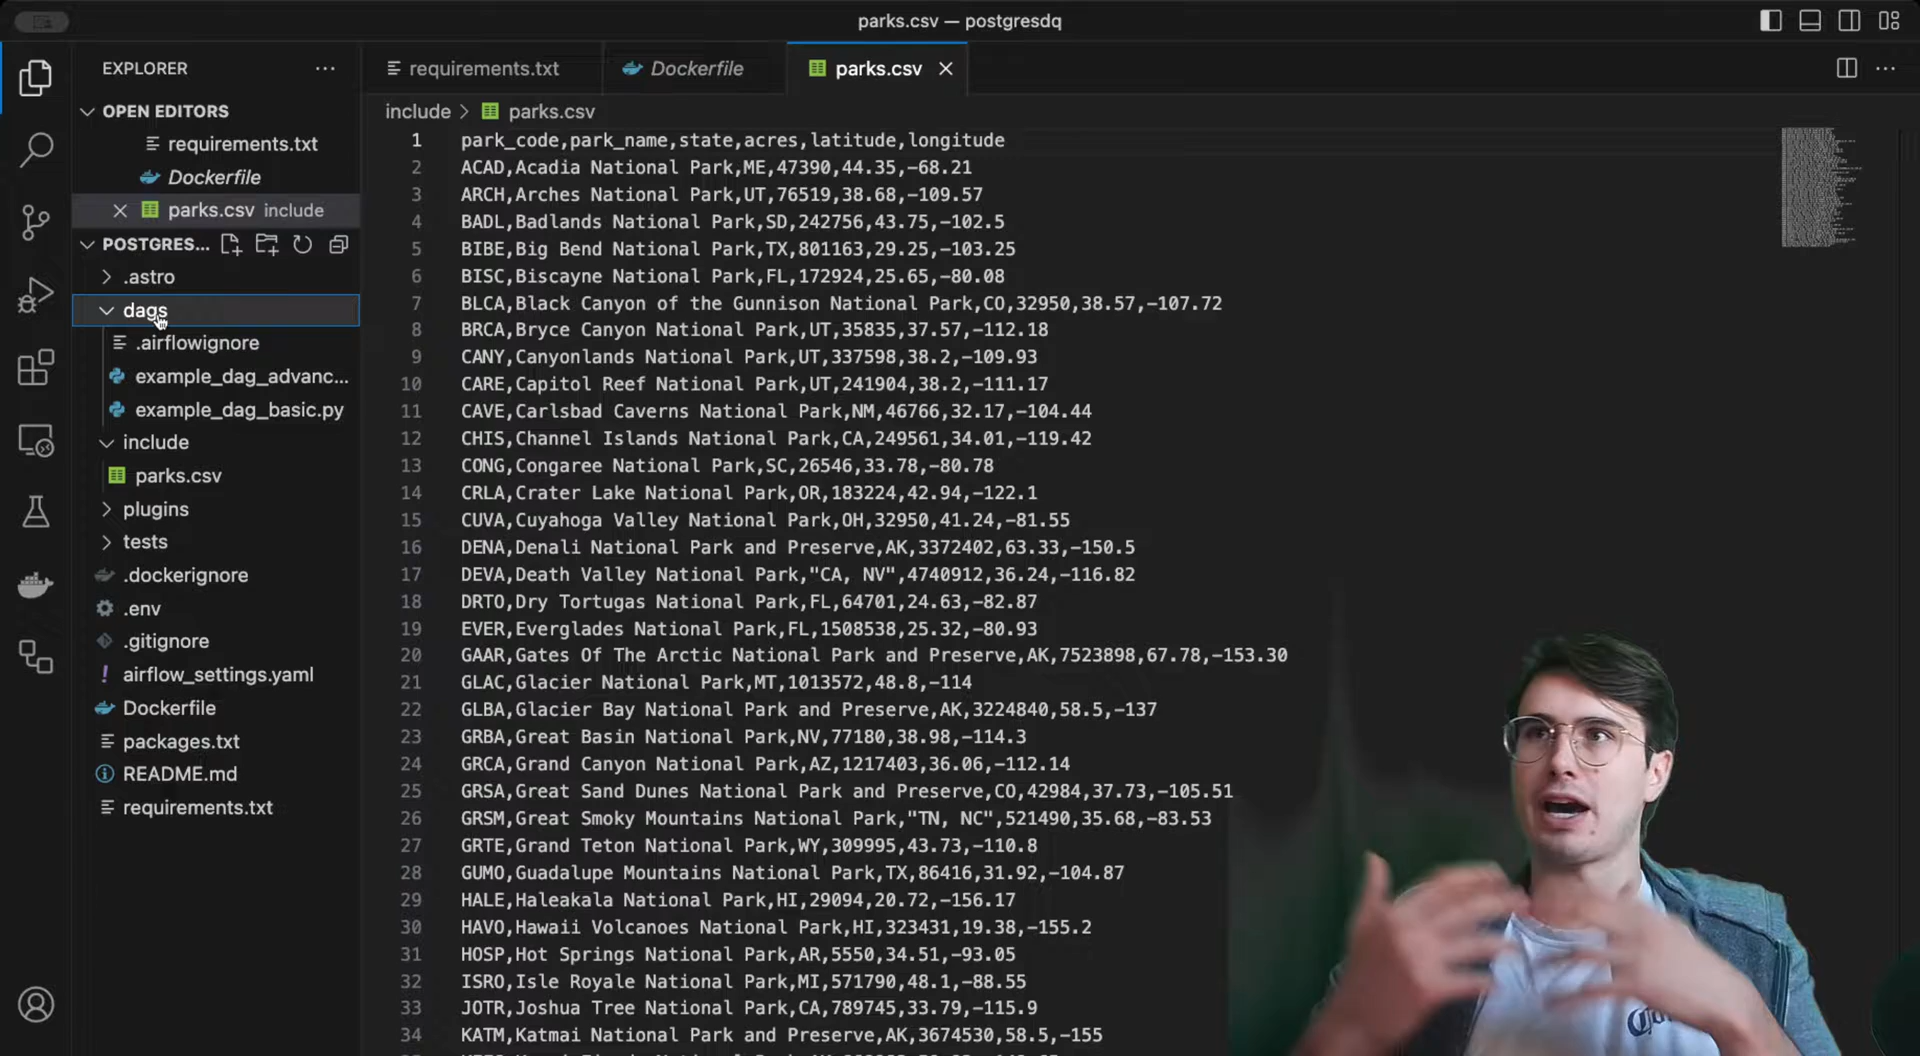 parks.csv — postgresdq
EXPLORER
requirements.txt
Dockerfile
parks.csv
OPEN EDITORS
requirements.txt
Dockerfile
parks.csv include
POSTGRES...
.astro
dags
.airflowignore
example_dag_advanc...
example_dag_basic.py
include
parks.csv
plugins
tests
.dockerignore
.env
.gitignore
airflow_settings.yaml
Dockerfile
packages.txt
README.md
requirements.txt
include > parks.csv
1 park_code,park_name,state,acres,latitude,longitude
2 ACAD,Acadia National Park,ME,47390,44.35,-68.21
3 ARCH,Arches National Park,UT,76519,38.68,-109.57
4 BADL,Badlands National Park,SD,242756,43.75,-102.5
5 BIBE,Big Bend National Park,TX,801163,29.25,-103.25
6 BISC,Biscayne National Park,FL,172924,25.65,-80.08
7 BLCA,Black Canyon of the Gunnison National Park,CO,32950,38.57,-107.72
8 BRCA,Bryce Canyon National Park,UT,35835,37.57,-112.18
9 CANY,Canyonlands National Park,UT,337598,38.2,-109.93
10 CARE,Capitol Reef National Park,UT,241904,38.2,-111.17
11 CAVE,Carlsbad Caverns National Park,NM,46766,32.17,-104.44
12 CHIS,Channel Islands National Park,CA,249561,34.01,-119.42
13 CONG,Congaree National Park,SC,26546,33.78,-80.78
14 CRLA,Crater Lake National Park,OR,183224,42.94,-122.1
15 CUVA,Cuyahoga Valley National Park,OH,32950,41.24,-81.55
16 DENA,Denali National Park and Preserve,AK,3372402,63.33,-150.5
17 DEVA,Death Valley National Park,"CA, NV",4740912,36.24,-116.82
18 DRTO,Dry Tortugas National Park,FL,64701,24.63,-82.87
19 EVER,Everglades National Park,FL,1508538,25.32,-80.93
20 GAAR,Gates Of The Arctic National Park and Preserve,AK,7523898,67.78,-153.30
21 GLAC,Glacier National Park,MT,1013572,48.8,-114
22 GLBA,Glacier Bay National Park and Preserve,AK,3224840,58.5,-137
23 GRBA,Great Basin National Park,NV,77180,38.98,-114.3
24 GRCA,Grand Canyon National Park,AZ,1217403,36.06,-112.14
25 GRSA,Great Sand Dunes National Park and Preserve,CO,42984,37.73,-105.51
26 GRSM,Great Smoky Mountains National Park,"TN, NC",521490,35.68,-83.53
27 GRTE,Grand Teton National Park,WY,309995,43.73,-110.8
28 GUMO,Guadalupe Mountains National Park,TX,86416,31.92,-104.87
29 HALE,Haleakala National Park,HI,29094,20.72,-156.17
30 HAVO,Hawaii Volcanoes National Park,HI,323431,19.38,-155.2
31 HOSP,Hot Springs National Park,AR,5550,34.51,-93.05
32 ISRO,Isle Royale National Park,MI,571790,48.1,-88.55
33 JOTR,Joshua Tree National Park,CA,789745,33.79,-115.9
34 KATM,Katmai National Park and Preserve,AK,3674530,58.5,-155